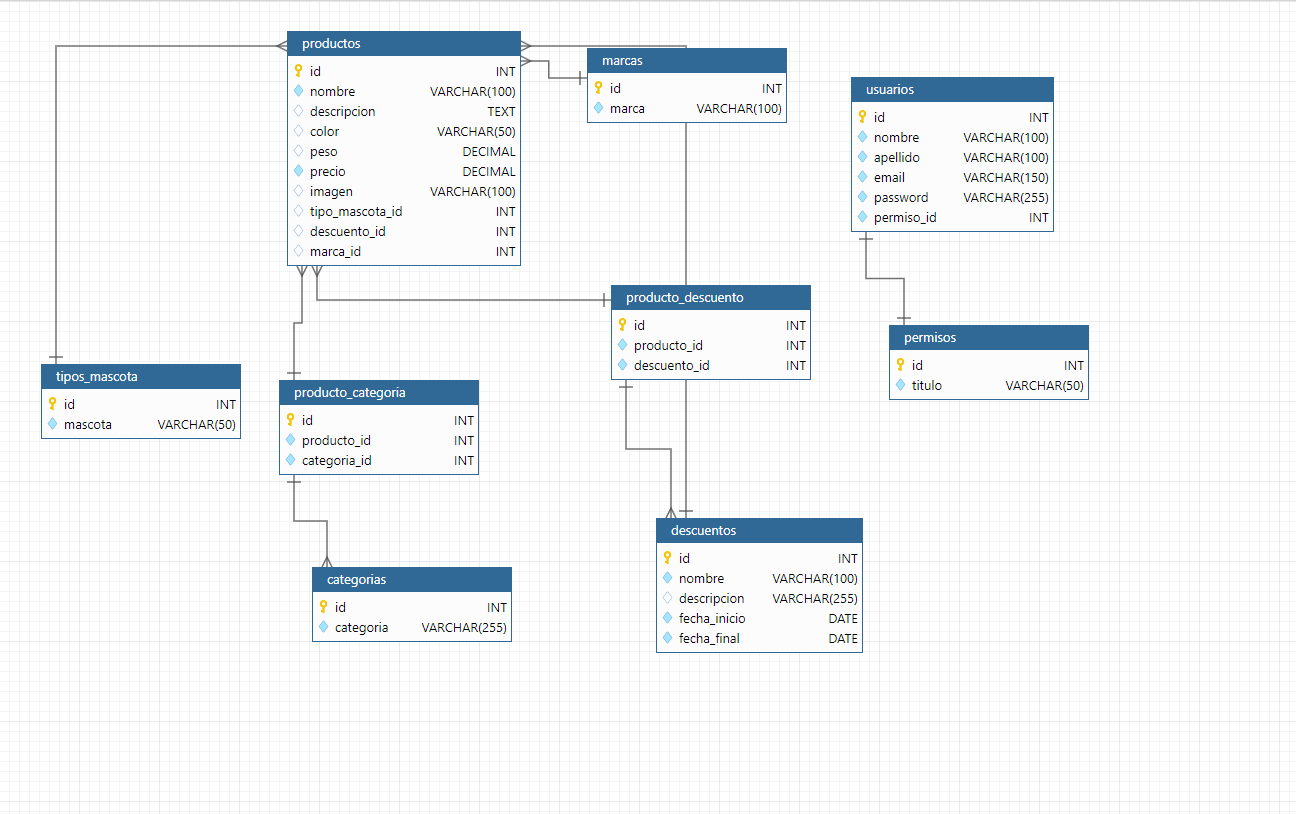 productos
id INT
nombre VARCHAR(100)
descripcion TEXT
color VARCHAR(50)
peso DECIMAL
precio DECIMAL
imagen VARCHAR(100)
tipo_mascota_id INT
descuento_id INT
marca_id INT
marcas
id INT
marca VARCHAR(100)
usuarios
id INT
nombre VARCHAR(100)
apellido VARCHAR(100)
email VARCHAR(150)
password VARCHAR(255)
permiso_id INT
producto_descuento
id INT
producto_id INT
descuento_id INT
permisos
id INT
titulo VARCHAR(50)
tipos_mascota
id INT
mascota VARCHAR(50)
producto_categoria
id INT
producto_id INT
categoria_id INT
descuentos
id INT
nombre VARCHAR(100)
descripcion VARCHAR(255)
fecha_inicio DATE
fecha_final DATE
categorias
id INT
categoria VARCHAR(255)